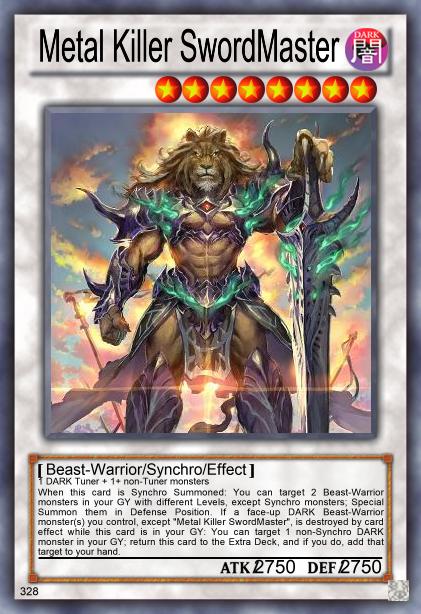 Metal Killer SwordMaster
DARK
闇
[ Beast-Warrior/Synchro/Effect ]
1 DARK Tuner + 1+ non-Tuner monsters
When this card is Synchro Summoned: You can target 2 Beast-Warrior
monsters in your GY with different Levels, except Synchro monsters; Special
Summon them in Defense Position. If a face-up DARK Beast-Warrior
monster(s) you control, except "Metal Killer SwordMaster", is destroyed by card
effect while this card is in your GY: You can target 1 non-Synchro DARK
monster in your GY; return this card to the Extra Deck, and if you do, add that
target to your hand.
ATK 2750 DEF 2750
328